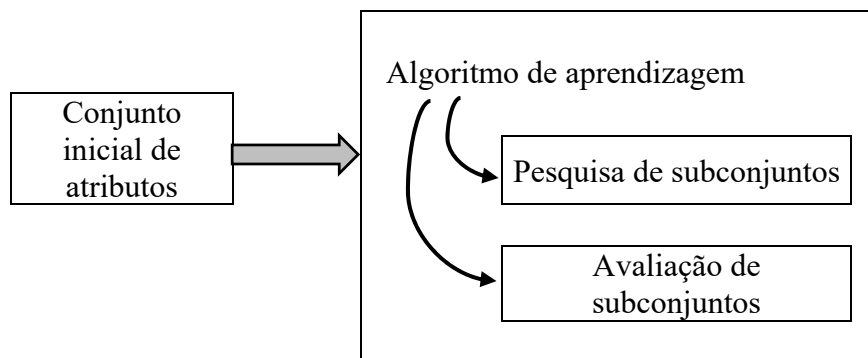 Conjunto
inicial de
atributos
Algoritmo de aprendizagem
Pesquisa de subconjuntos
Avaliação de
subconjuntos